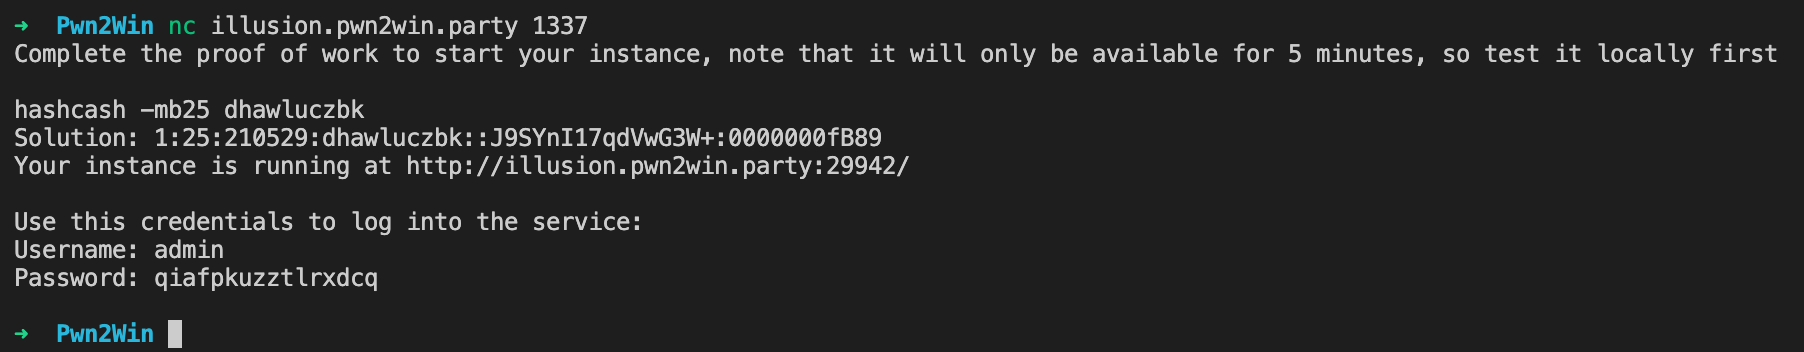 → Pwn2Win nc illusion.pwn2win.party 1337
Complete the proof of work to start your instance, note that it will only be available for 5 minutes, so test it locally first
hashcash -mb25 dhawluczbk
Solution: 1:25:210529:dhawluczbk::J9SYnI17qdVwG3W+:0000000fB89
Your instance is running at http://illusion.pwn2win.party:29942/
Use this credentials to log into the service:
Username: admin
Password: qiafpkuzztlrxdcq
→ Pwn2Win